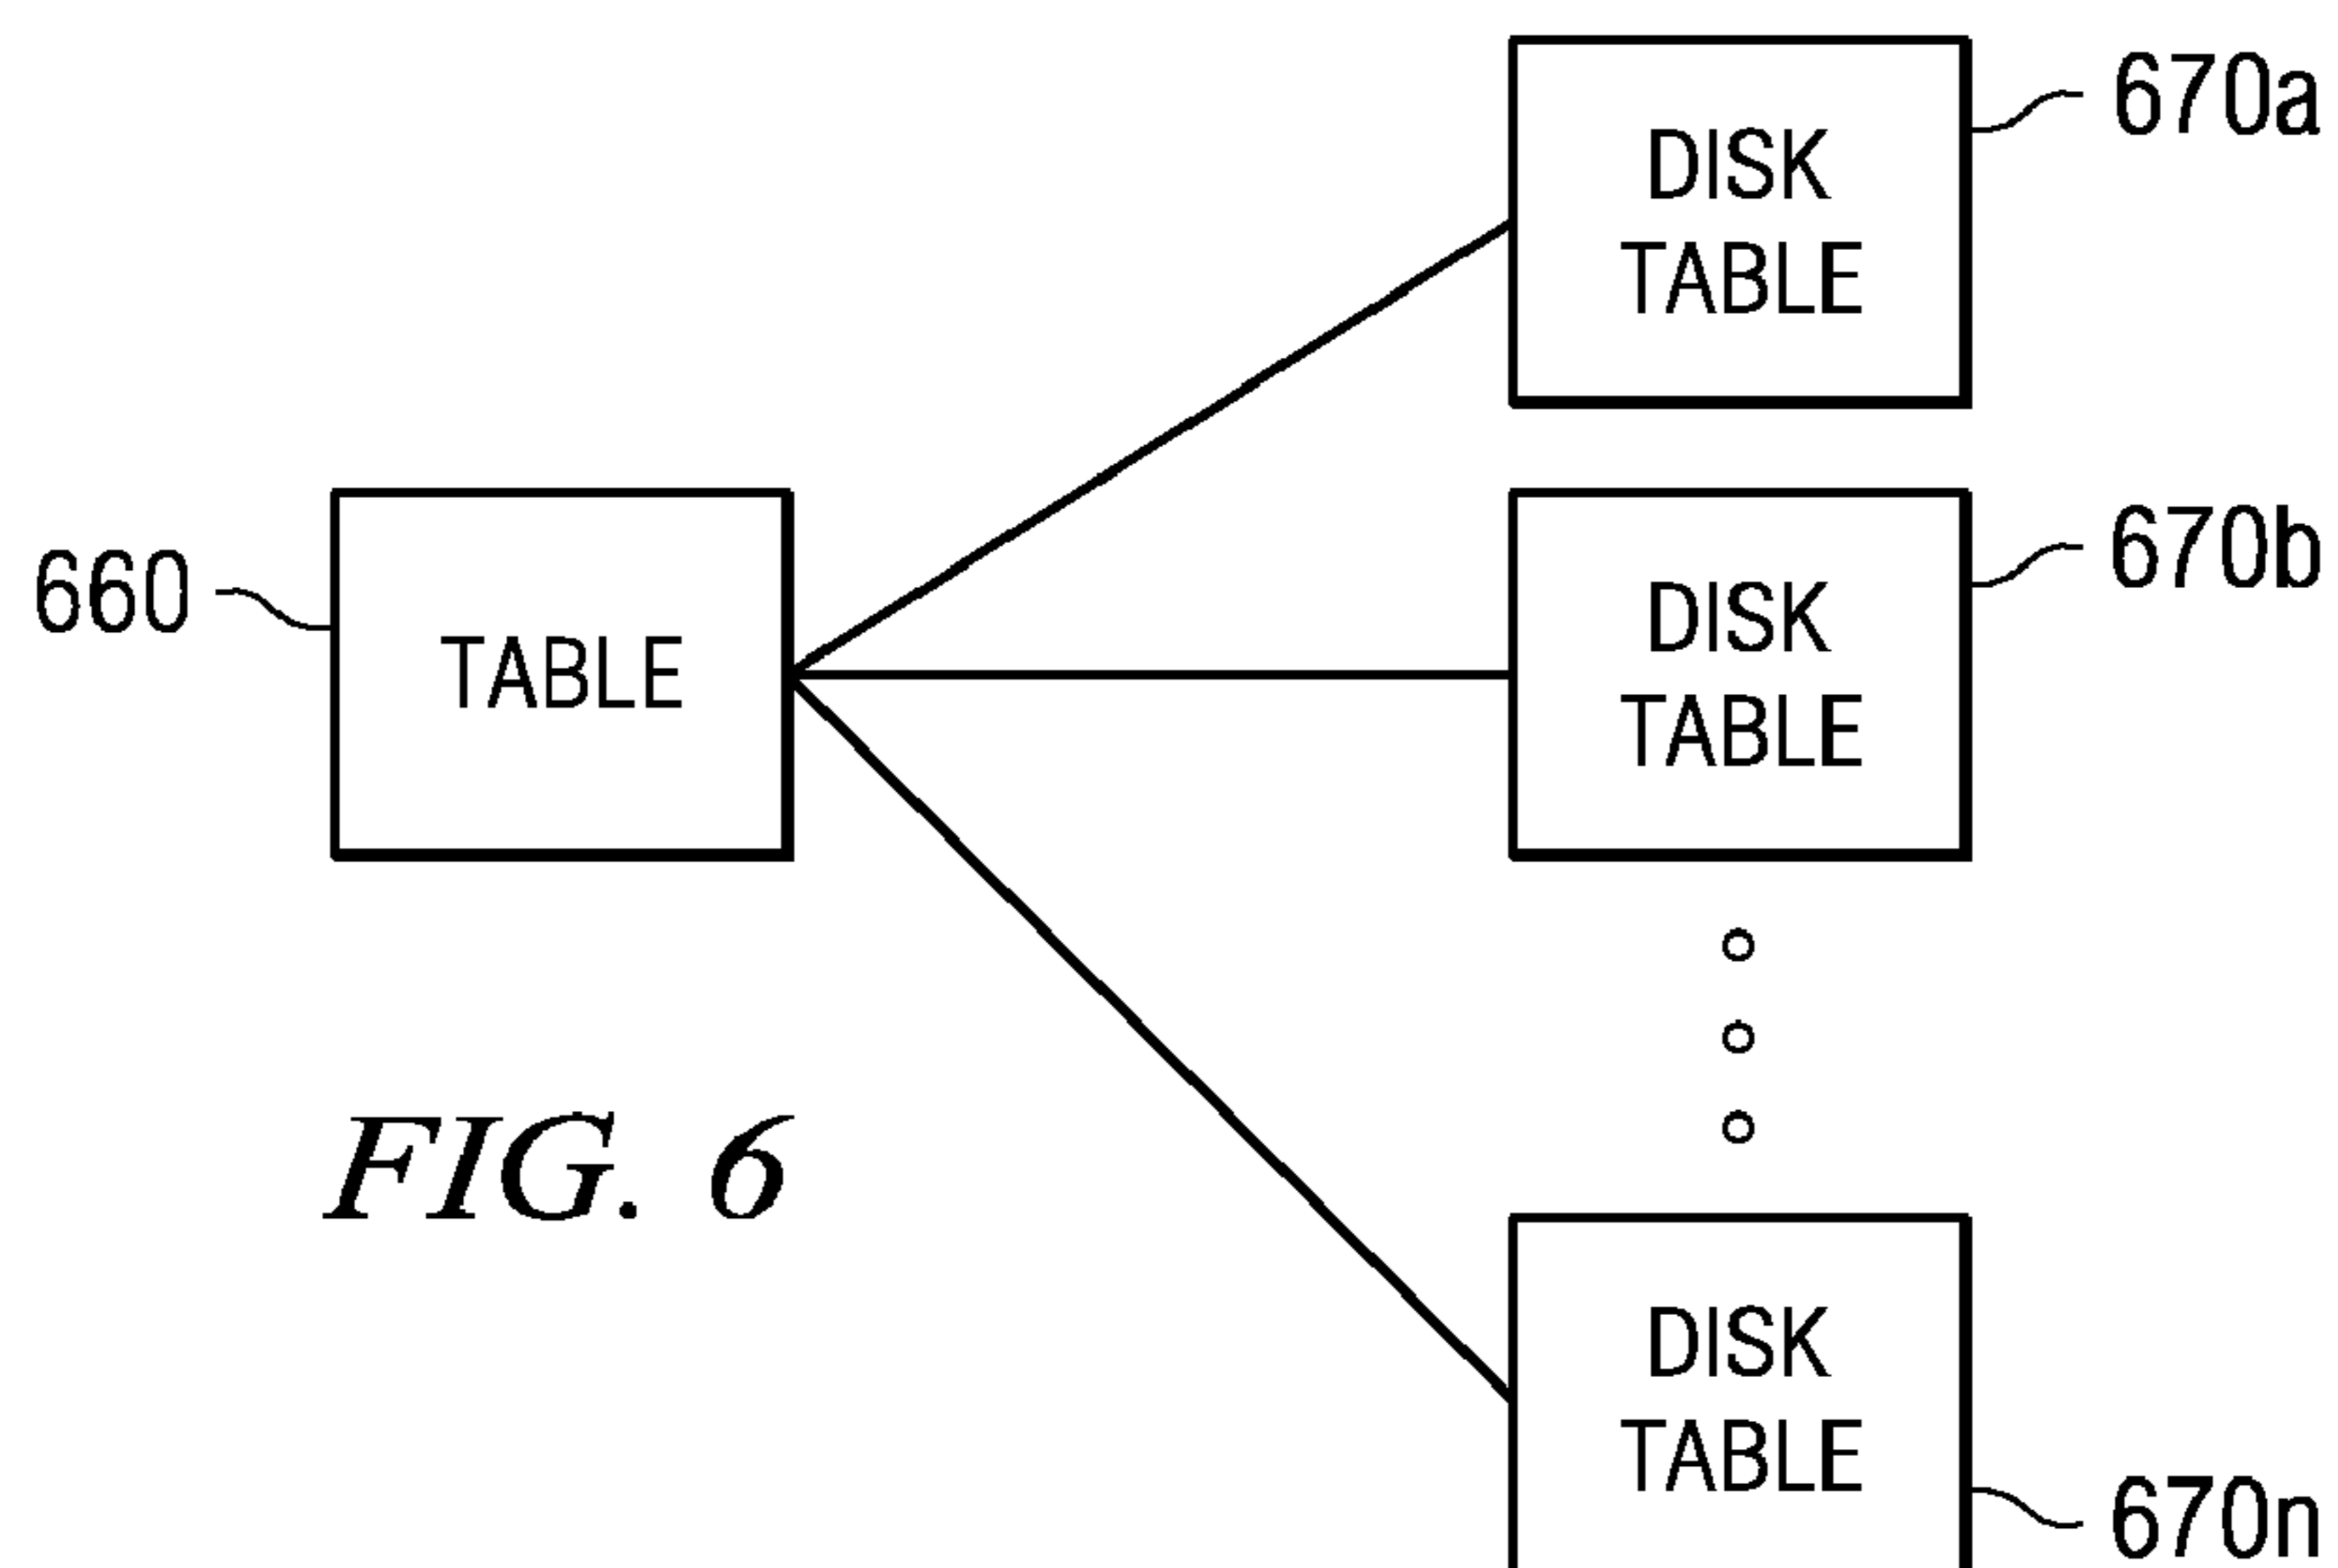 670a
DISK
TABLE
670b
660
DISK
TABLE
TABLE
FIG. 6
DISK
TABLE
670n